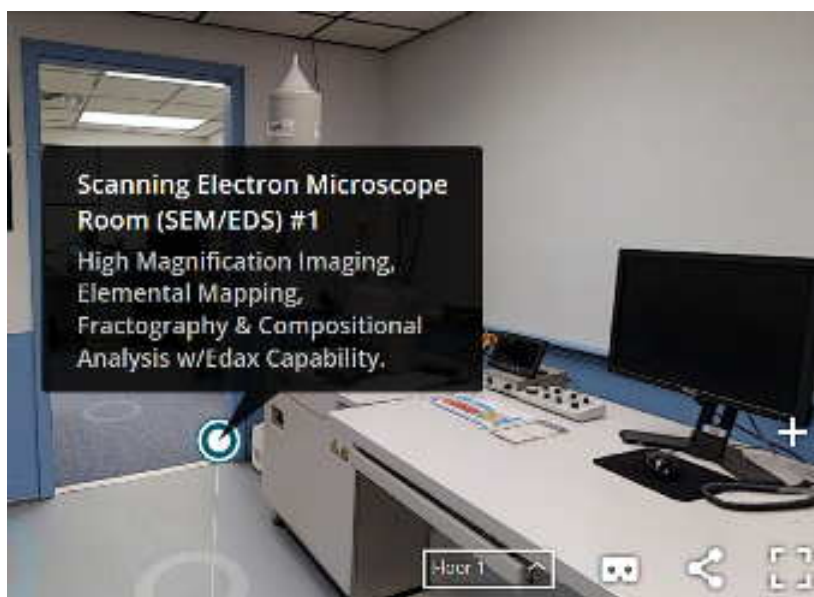 Scanning Electron Microscope
Room (SEM/EDS) #1
High Magnification Imaging,
Elemental Mapping,
Fractography & Compositional
Analysis w/Edax Capability.
Floor 1